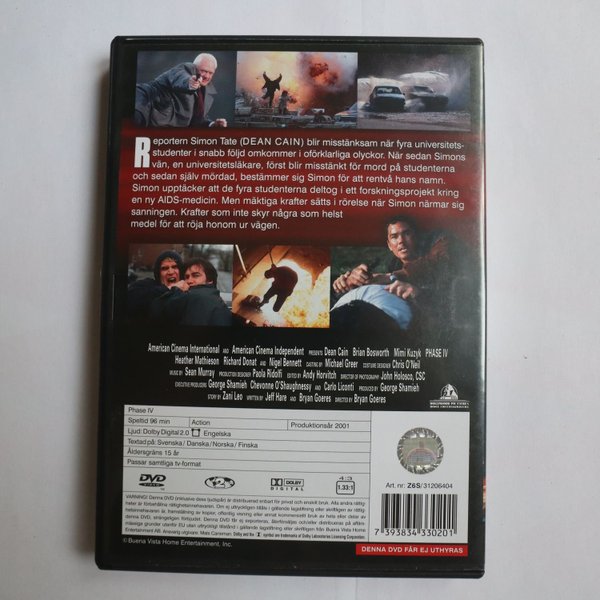 Reportern Simon Tate (DEAN CAIN) blir misstänksam när fyra universitets-
studenter i snabb följd omkommer i oförklarliga olyckor. När sedan Simons
vän, en universitetsläkare, först blir misstänkt för mord på studenterna
och sedan själv mördad, bestämmer sig Simon för att rentvå hans namn.
Simon upptäcker att de fyra studenterna deltog i ett forskningsprojekt kring
en ny AIDS-medicin. Men mäktiga krafter sätts i rörelse när Simon närmar sig
sanningen. Krafter som inte skyr några som helst
medel för att röja honom ur vägen.
American Cinema International AND American Cinema Independent PRESENTS Dean Cain Brian Bosworth Mimi Kuzyk PHASE IV
Heather Mathieson Richard Donat AND Nigel Bennett CASTING BY Michael Greer COSTUME DESIGNER Chris O'Neil
MUSIC BY Sean Murray PRODUCTION DESIGNER Paola Ridolfi EDITED BY Andy Horvitch DIRECTOR OF PHOTOGRAPHY John Holosco, CSC
EXECUTIVE PRODUCERS George Shamieh Chevonne O'Shaughnessy AND Carlo Liconti PRODUCED BY George Shamieh
STORY BY Zani Leo WRITTEN BY Jeff Hare AND Bryan Goeres DIRECTED BY Bryan Goeres
Phase IV
Speltid 96 min Action Produktionsår 2001
Ljud: Dolby Digital 2.0 Engelska
Textad på: Svenska / Danska / Norska / Finska
Åldersgräns 15 år
Passar samtliga tv-format
DVD VIDEO 2 DOLBY DIGITAL 4:3 1.33:1
Art. nr: Z6S/31206404
7 393834 330201
© Buena Vista Home Entertainment, Inc.
DENNA DVD FÅR EJ UTHYRAS